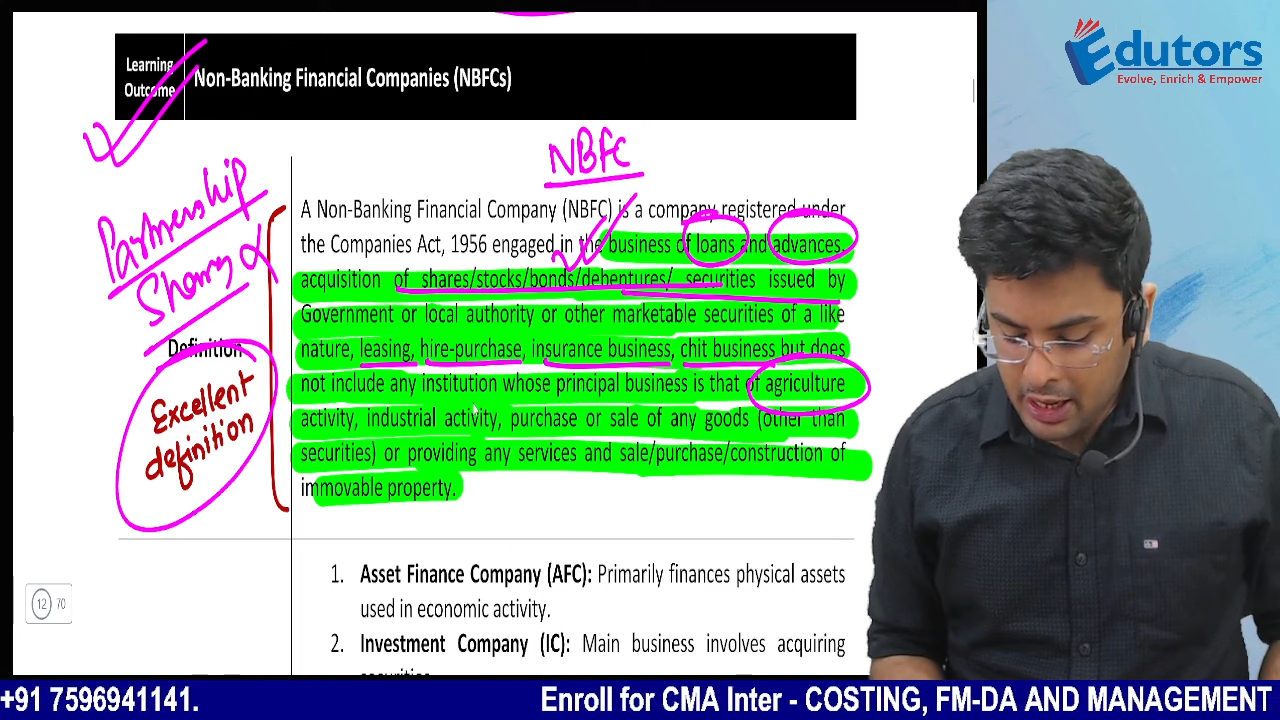 Learning
Outcome
Non-Banking Financial Companies (NBFCs)
Edutors
Evolve, Enrich & Empower
NBFC
Partnership
Shares
Definition
Excellent
definition
A Non-Banking Financial Company (NBFC) is a company registered under
the Companies Act, 1956 engaged in the business of loans and advances.
acquisition of shares/stocks/bonds/debentures/ securities issued by
Government or local authority or other marketable securities of a like
nature, leasing, hire-purchase, insurance business, chit business but does
not include any institution whose principal business is that of agriculture
activity, industrial activity, purchase or sale of any goods (other than
securities) or providing any services and sale/purchase/construction of
immovable property.
1. Asset Finance Company (AFC): Primarily finances physical assets
used in economic activity.
2. Investment Company (IC): Main business involves acquiring
securities
12 70
+91 7596941141.
Enroll for CMA Inter - COSTING, FM-DA AND MANAGEMENT